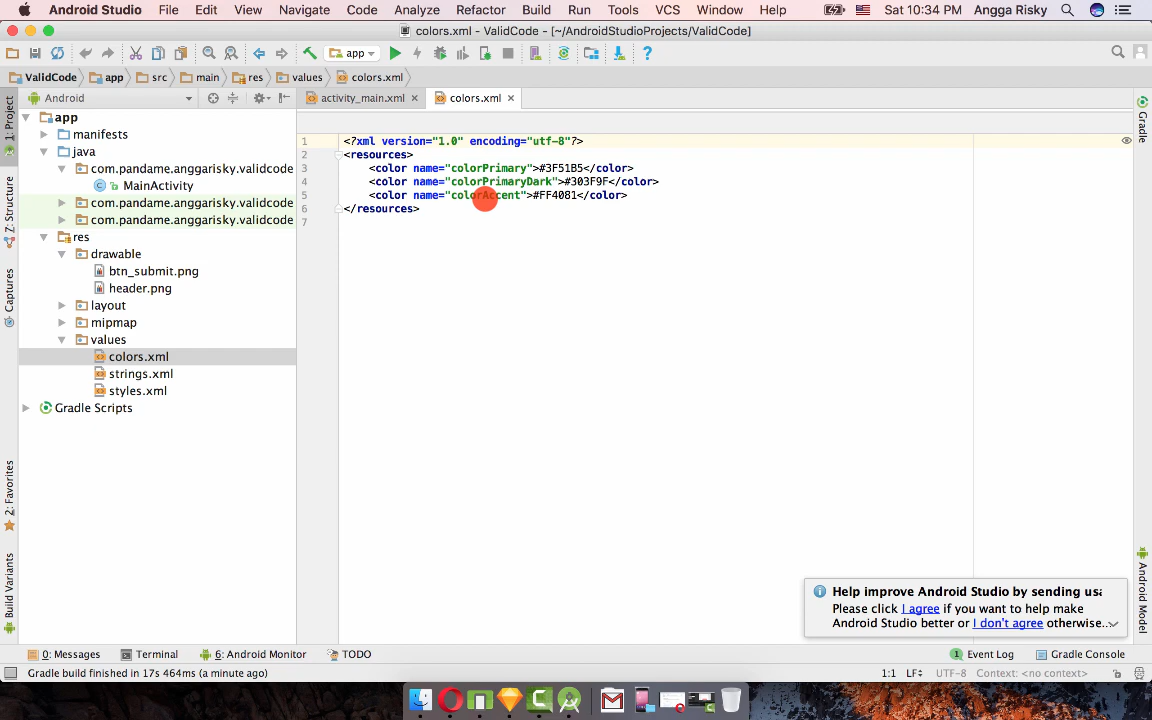 Android Studio File Edit View Navigate Code Analyze Refactor Build Run Tools VCS Window Help Sat 10:34 PM Angga Risky
colors.xml - ValidCode - [~/AndroidStudioProjects/ValidCode]
app
ValidCode app src main res values colors.xml
Android
activity_main.xml
colors.xml
1: Project
Z: Structure
Captures
2: Favorites
Build Variants
app
manifests
java
com.pandame.anggarisky.validcode
MainActivity
com.pandame.anggarisky.validcode
com.pandame.anggarisky.validcode
res
drawable
btn_submit.png
header.png
layout
mipmap
values
colors.xml
strings.xml
styles.xml
Gradle Scripts
1 <?xml version="1.0" encoding="utf-8"?>
2 <resources>
3 <color name="colorPrimary">#3F51B5</color>
4 <color name="colorPrimaryDark">#303F9F</color>
5 <color name="colorAccent">#FF4081</color>
6 </resources>
7
Gradle
Android Model
Help improve Android Studio by sending usa
Please click I agree if you want to help make
Android Studio better or I don't agree otherwise...
0: Messages Terminal 6: Android Monitor TODO 1 Event Log Gradle Console
Gradle build finished in 17s 464ms (a minute ago) 1:1 LF UTF-8 Context: <no context>